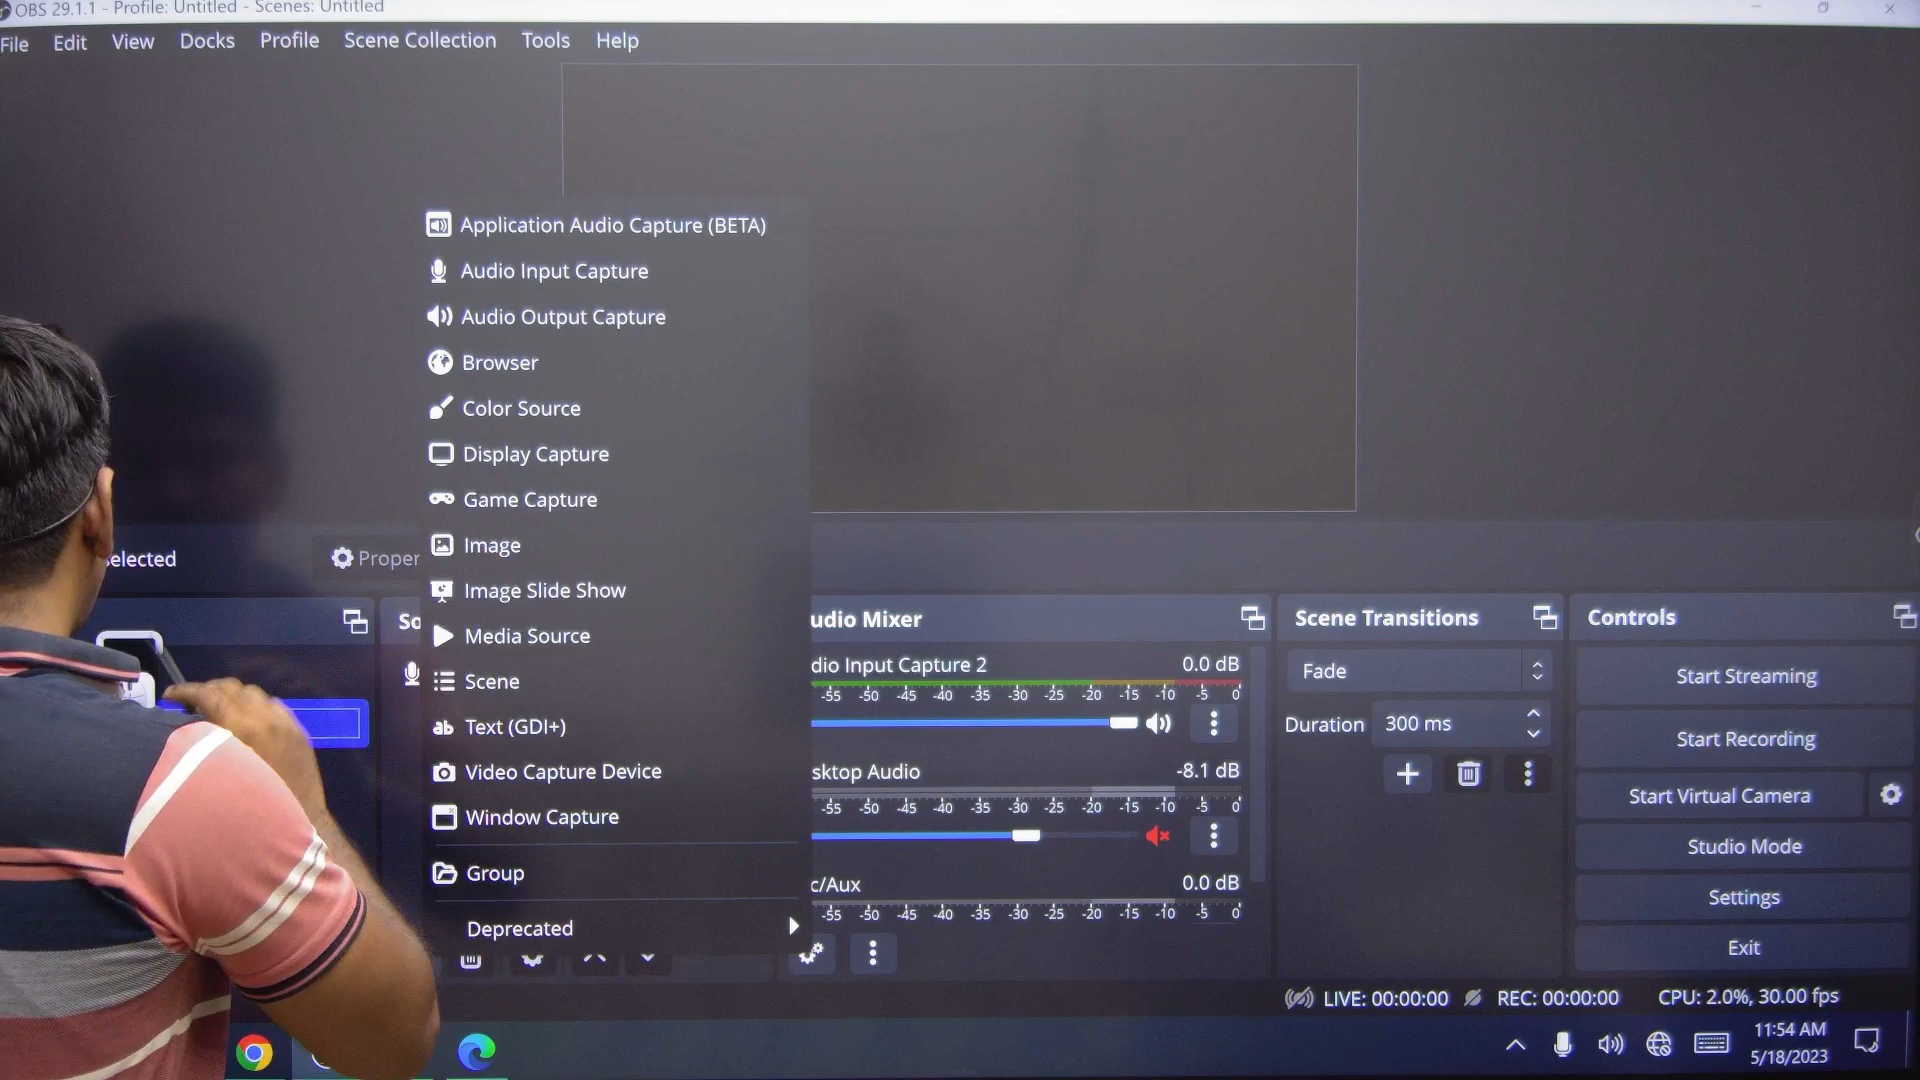 OBS 29.1.1 - Profile: Untitled - Scenes: Untitled
File Edit View Docks Profile Scene Collection Tools Help
Application Audio Capture (BETA)
Audio Input Capture
Audio Output Capture
Browser
Color Source
Display Capture
Game Capture
Image
Image Slide Show
Media Source
Scene
Text (GDI+)
Video Capture Device
Window Capture
Group
Deprecated
elected
Proper
So
udio Mixer
dio Input Capture 2 0.0 dB
-55 -50 -45 -40 -35 -30 -25 -20 -15 -10 -5 0
sktop Audio -8.1 dB
-55 -50 -45 -40 -35 -30 -25 -20 -15 -10 -5 0
c/Aux 0.0 dB
-55 -50 -45 -40 -35 -30 -25 -20 -15 -10 -5 0
Scene Transitions
Fade
Duration 300 ms
Controls
Start Streaming
Start Recording
Start Virtual Camera
Studio Mode
Settings
Exit
LIVE: 00:00:00 REC: 00:00:00 CPU: 2.0%, 30.00 fps
11:54 AM
5/18/2023